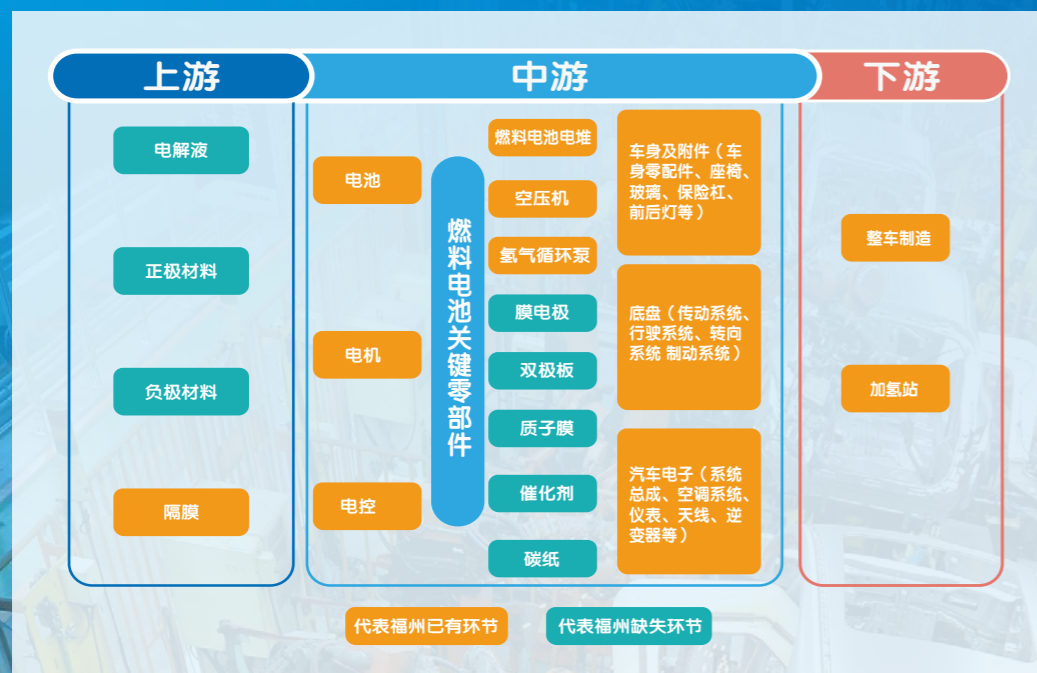 上游
中游
下游
电解液
正极材料
负极材料
隔膜
电池
电机
电控
燃料电池关键零部件
燃料电池电堆
空压机
氢气循环泵
膜电极
双极板
质子膜
催化剂
碳纸
车身及附件（车
身零配件、座椅、
玻璃、保险杠、
前后灯等）
底盘（传动系统、
行驶系统、转向
系统 制动系统）
汽车电子（系统
总成、空调系统、
仪表、天线、逆
变器等）
整车制造
加氢站
代表福州已有环节
代表福州缺失环节